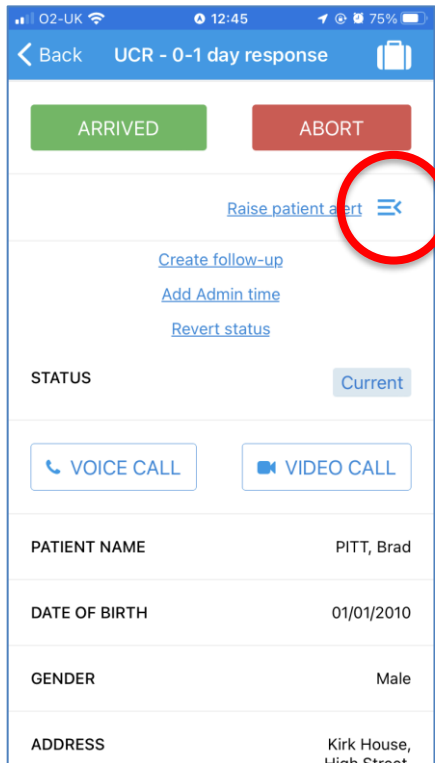 O2-UK 12:45 75%
Back UCR - 0-1 day response
ARRIVED ABORT
Raise patient alert
Create follow-up
Add Admin time
Revert status
STATUS Current
VOICE CALL VIDEO CALL
PATIENT NAME PITT, Brad
DATE OF BIRTH 01/01/2010
GENDER Male
ADDRESS Kirk House,
High Street,